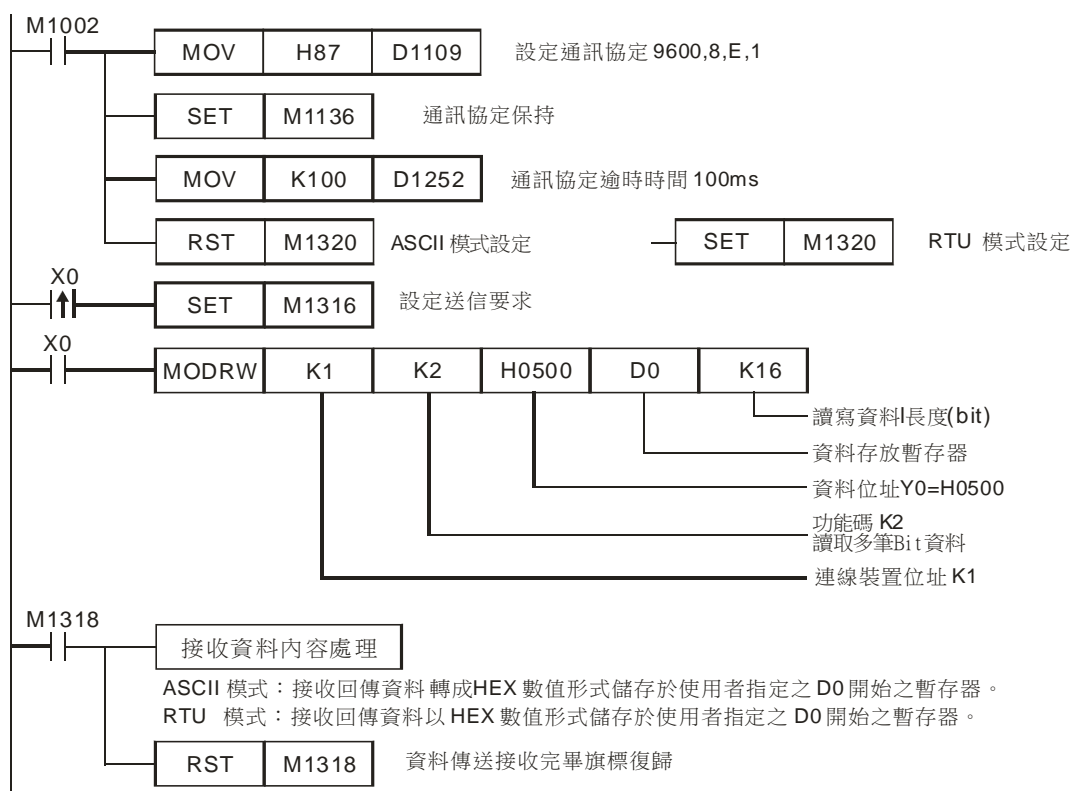 M1002
MOV H87 D1109 設定通訊協定 9600,8,E,1
SET M1136 通訊協定保持
MOV K100 D1252 通訊協定逾時時間 100ms
RST M1320 ASCII 模式設定 SET M1320 RTU 模式設定
X0
SET M1316 設定送信要求
X0
MODRW K1 K2 H0500 D0 K16
讀寫資料l長度(bit)
資料存放暫存器
資料位址Y0=H0500
功能碼 K2
讀取多筆Bit資料
連線裝置位址 K1
M1318
接收資料內容處理
ASCII 模式：接收回傳資料 轉成HEX 數值形式儲存於使用者指定之 D0 開始之暫存器。
RTU 模式：接收回傳資料以 HEX 數值形式儲存於使用者指定之 D0 開始之暫存器。
RST M1318 資料傳送接收完畢旗標復歸